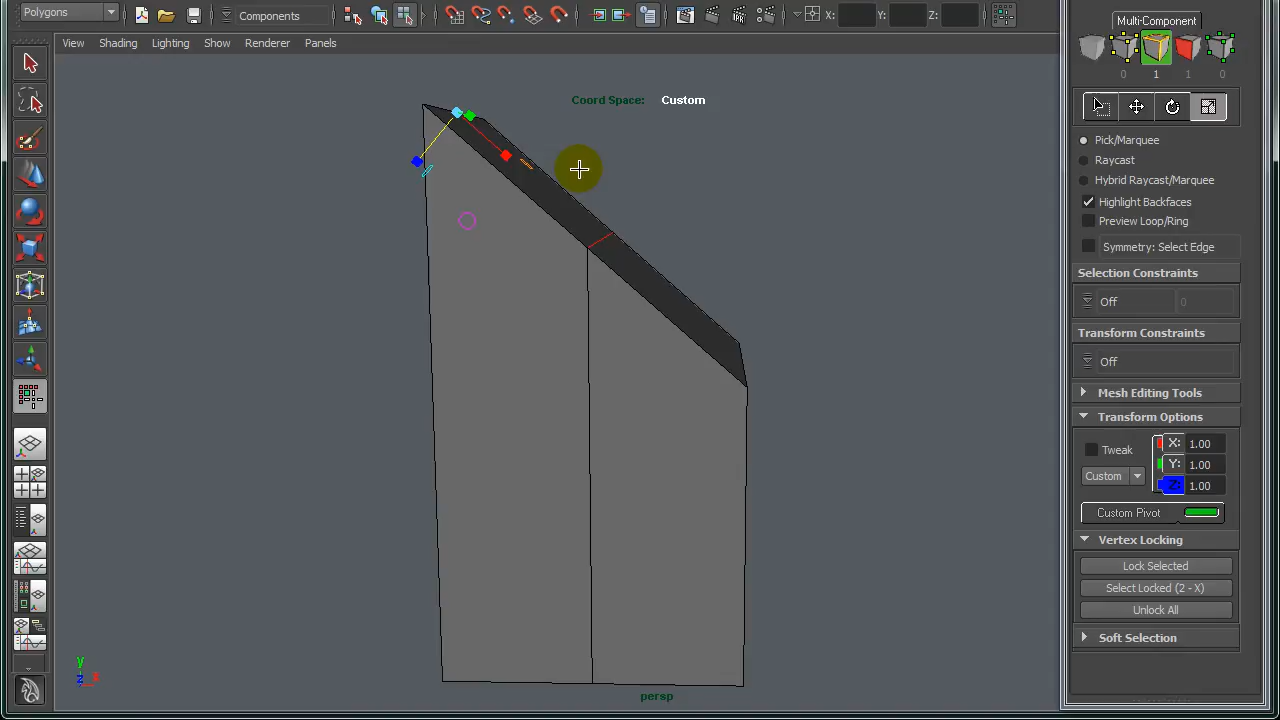 Polygons
Components
X:
Y:
Z:
View Shading Lighting Show Renderer Panels
Coord Space: Custom
persp
y
z
x
Multi-Component
0 1 1 0
Pick/Marquee
Raycast
Hybrid Raycast/Marquee
Highlight Backfaces
Preview Loop/Ring
Symmetry: Select Edge
Selection Constraints
Off 0
Transform Constraints
Off
Mesh Editing Tools
Transform Options
Tweak
X: 1.00
Y: 1.00
Custom
Z: 1.00
Custom Pivot
Vertex Locking
Lock Selected
Select Locked (2 - X)
Unlock All
Soft Selection